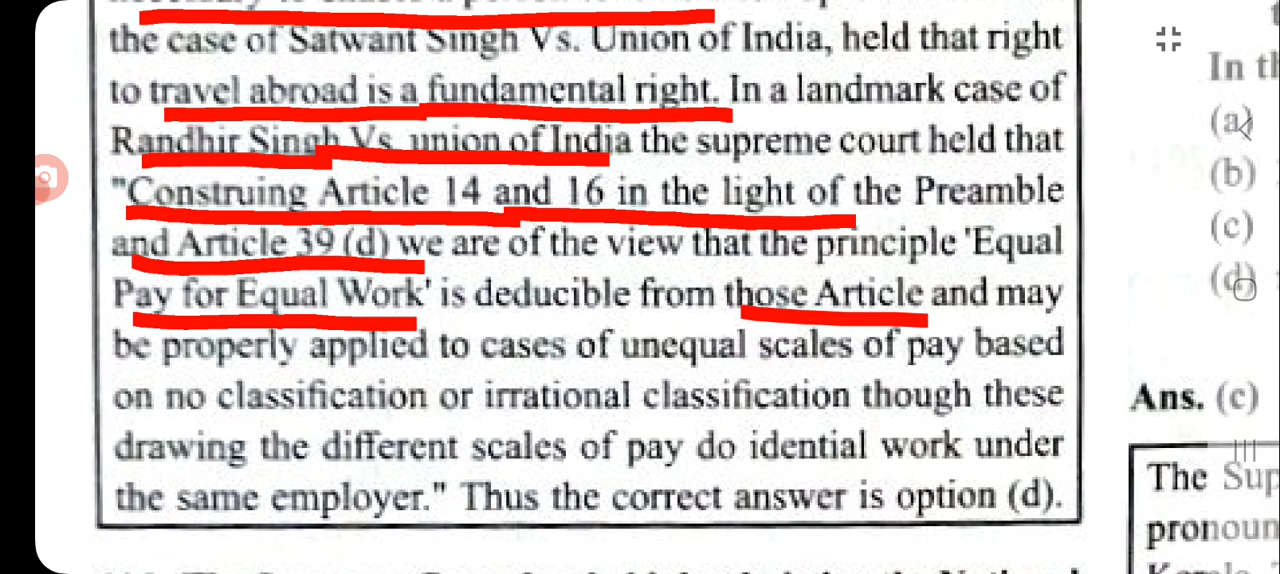 the case of Satwant Singh Vs. Union of India, held that right
to travel abroad is a fundamental right. In a landmark case of
Randhir Singh Vs. union of India the supreme court held that
"Construing Article 14 and 16 in the light of the Preamble
and Article 39 (d) we are of the view that the principle 'Equal
Pay for Equal Work' is deducible from those Article and may
be properly applied to cases of unequal scales of pay based
on no classification or irrational classification though these
drawing the different scales of pay do idential work under
the same employer." Thus the correct answer is option (d).
In
(a)
(b)
(c)
(d)
Ans. (c)
The